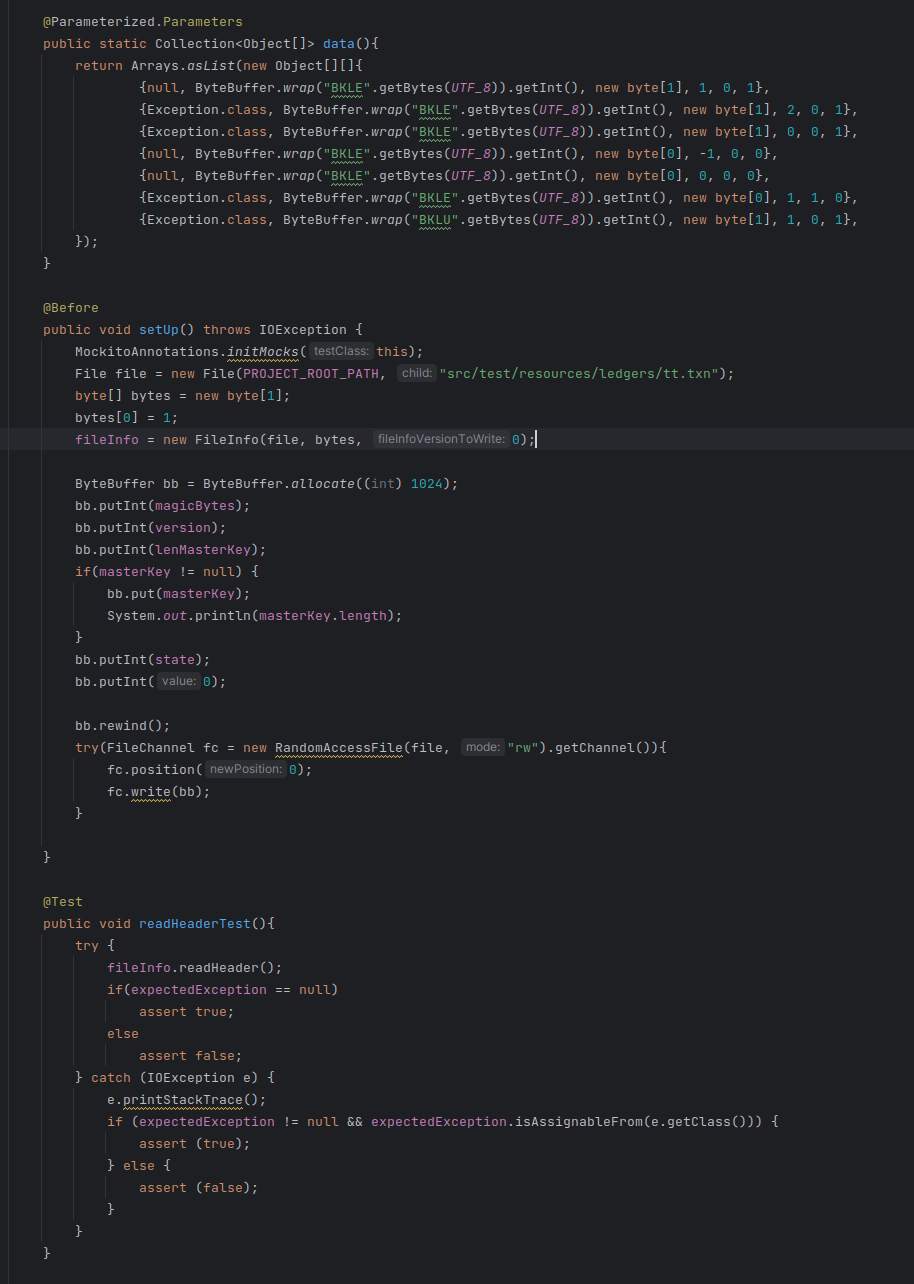 @Parameterized.Parameters
public static Collection<Object[]> data(){
    return Arrays.asList(new Object[][]{
            {null, ByteBuffer.wrap("BKLE".getBytes(UTF_8)).getInt(), new byte[1], 1, 0, 1},
            {Exception.class, ByteBuffer.wrap("BKLE".getBytes(UTF_8)).getInt(), new byte[1], 2, 0, 1},
            {Exception.class, ByteBuffer.wrap("BKLE".getBytes(UTF_8)).getInt(), new byte[1], 0, 0, 1},
            {null, ByteBuffer.wrap("BKLE".getBytes(UTF_8)).getInt(), new byte[0], -1, 0, 0},
            {null, ByteBuffer.wrap("BKLE".getBytes(UTF_8)).getInt(), new byte[0], 0, 0, 0},
            {Exception.class, ByteBuffer.wrap("BKLE".getBytes(UTF_8)).getInt(), new byte[0], 1, 1, 0},
            {Exception.class, ByteBuffer.wrap("BKLU".getBytes(UTF_8)).getInt(), new byte[1], 1, 0, 1},
    });
}
@Before
public void setUp() throws IOException {
    MockitoAnnotations.initMocks( testClass: this);
    File file = new File(PROJECT_ROOT_PATH, child: "src/test/resources/ledgers/tt.txn");
    byte[] bytes = new byte[1];
    bytes[0] = 1;
    fileInfo = new FileInfo(file, bytes, fileInfoVersionToWrite: 0);
    ByteBuffer bb = ByteBuffer.allocate((int) 1024);
    bb.putInt(magicBytes);
    bb.putInt(version);
    bb.putInt(lenMasterKey);
    if(masterKey != null) {
        bb.put(masterKey);
        System.out.println(masterKey.length);
    }
    bb.putInt(state);
    bb.putInt( value: 0);
    bb.rewind();
    try(FileChannel fc = new RandomAccessFile(file, mode: "rw").getChannel()){
        fc.position( newPosition: 0);
        fc.write(bb);
    }
}
@Test
public void readHeaderTest(){
    try {
        fileInfo.readHeader();
        if(expectedException == null)
            assert true;
        else
            assert false;
    } catch (IOException e) {
        e.printStackTrace();
        if (expectedException != null && expectedException.isAssignableFrom(e.getClass())) {
            assert (true);
        } else {
            assert (false);
        }
    }
}